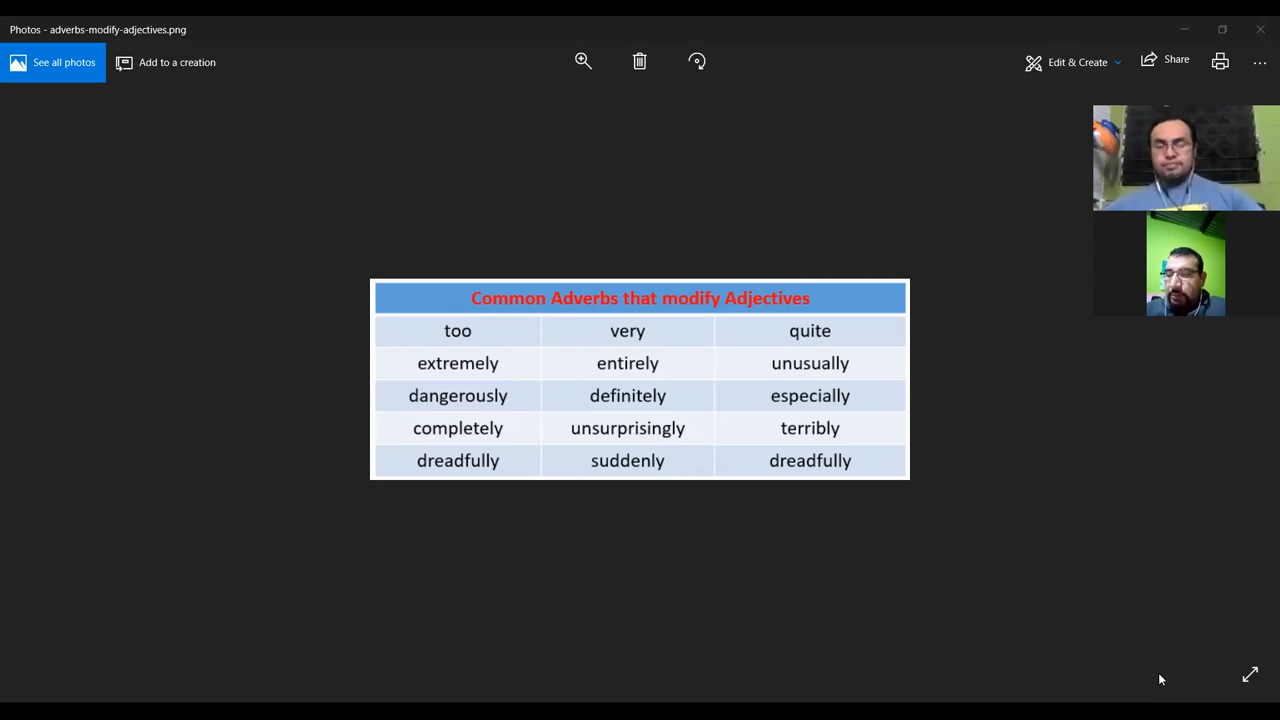 Photos - adverbs-modify-adjectives.png
See all photos Add to a creation Edit & Create Share
Common Adverbs that modify Adjectives
too very quite
extremely entirely unusually
dangerously definitely especially
completely unsurprisingly terribly
dreadfully suddenly dreadfully